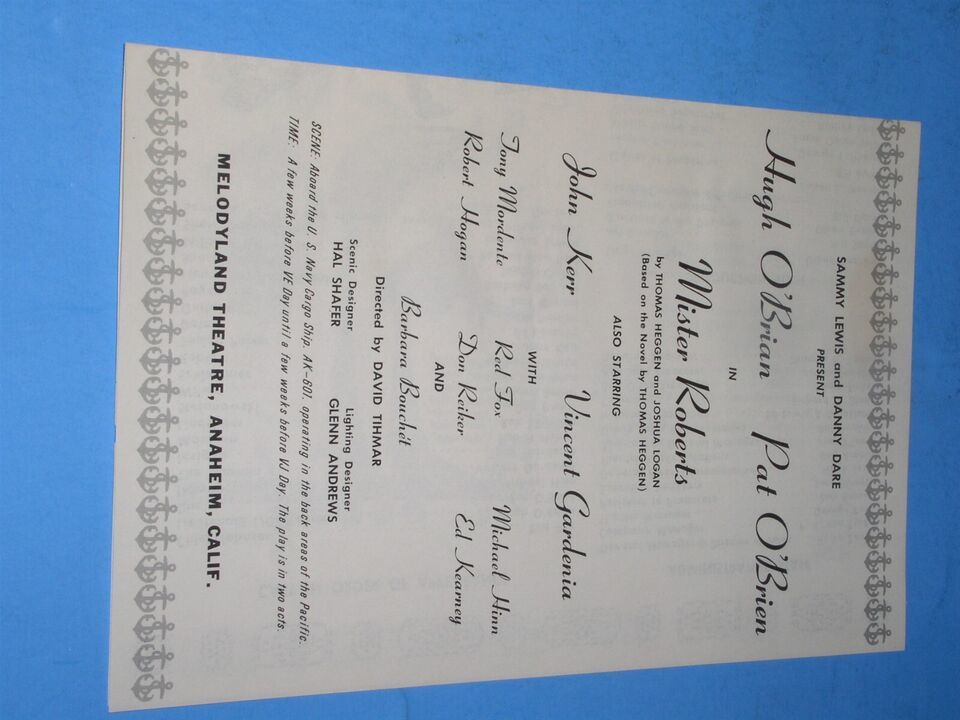 SAMMY LEWIS and DANNY DARE
PRESENT
Hugh O'Brian Pat O'Brien
IN
Mister Roberts
by THOMAS HEGGEN and JOSHUA LOGAN
(Based on the Novel by THOMAS HEGGEN)
ALSO STARRING
John Kerr Vincent Gardenia
WITH
Tony Mordente Red Fox Michael Hinn
Robert Hogan Don Reiler Ed Kearney
AND
Barbara Bouchét
Directed by DAVID TIHMAR
Scenic Designer Lighting Designer
HAL SHAFER GLENN ANDREWS
SCENE: Aboard the U. S. Navy Cargo Ship, AK-601, operating in the back areas of the Pacific.
TIME: A few weeks before VE Day until a few weeks before VJ Day. The play is in two acts.
MELODYLAND THEATRE, ANAHEIM, CALIF.